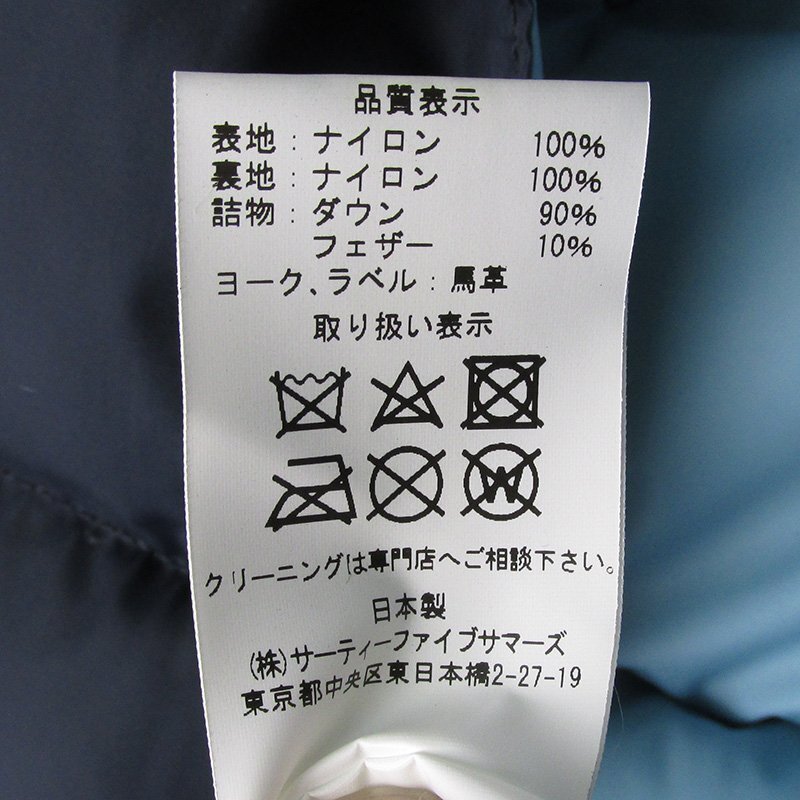 品質表示
表地：ナイロン 100%
裏地：ナイロン 100%
詰物：ダウン 90%
フェザー 10%
ヨーク、ラベル：馬革
取り扱い表示
W
クリーニングは専門店へご相談下さい。
日本製
(株)サーティーファイブサマーズ
東京都中央区東日本橋2-27-19